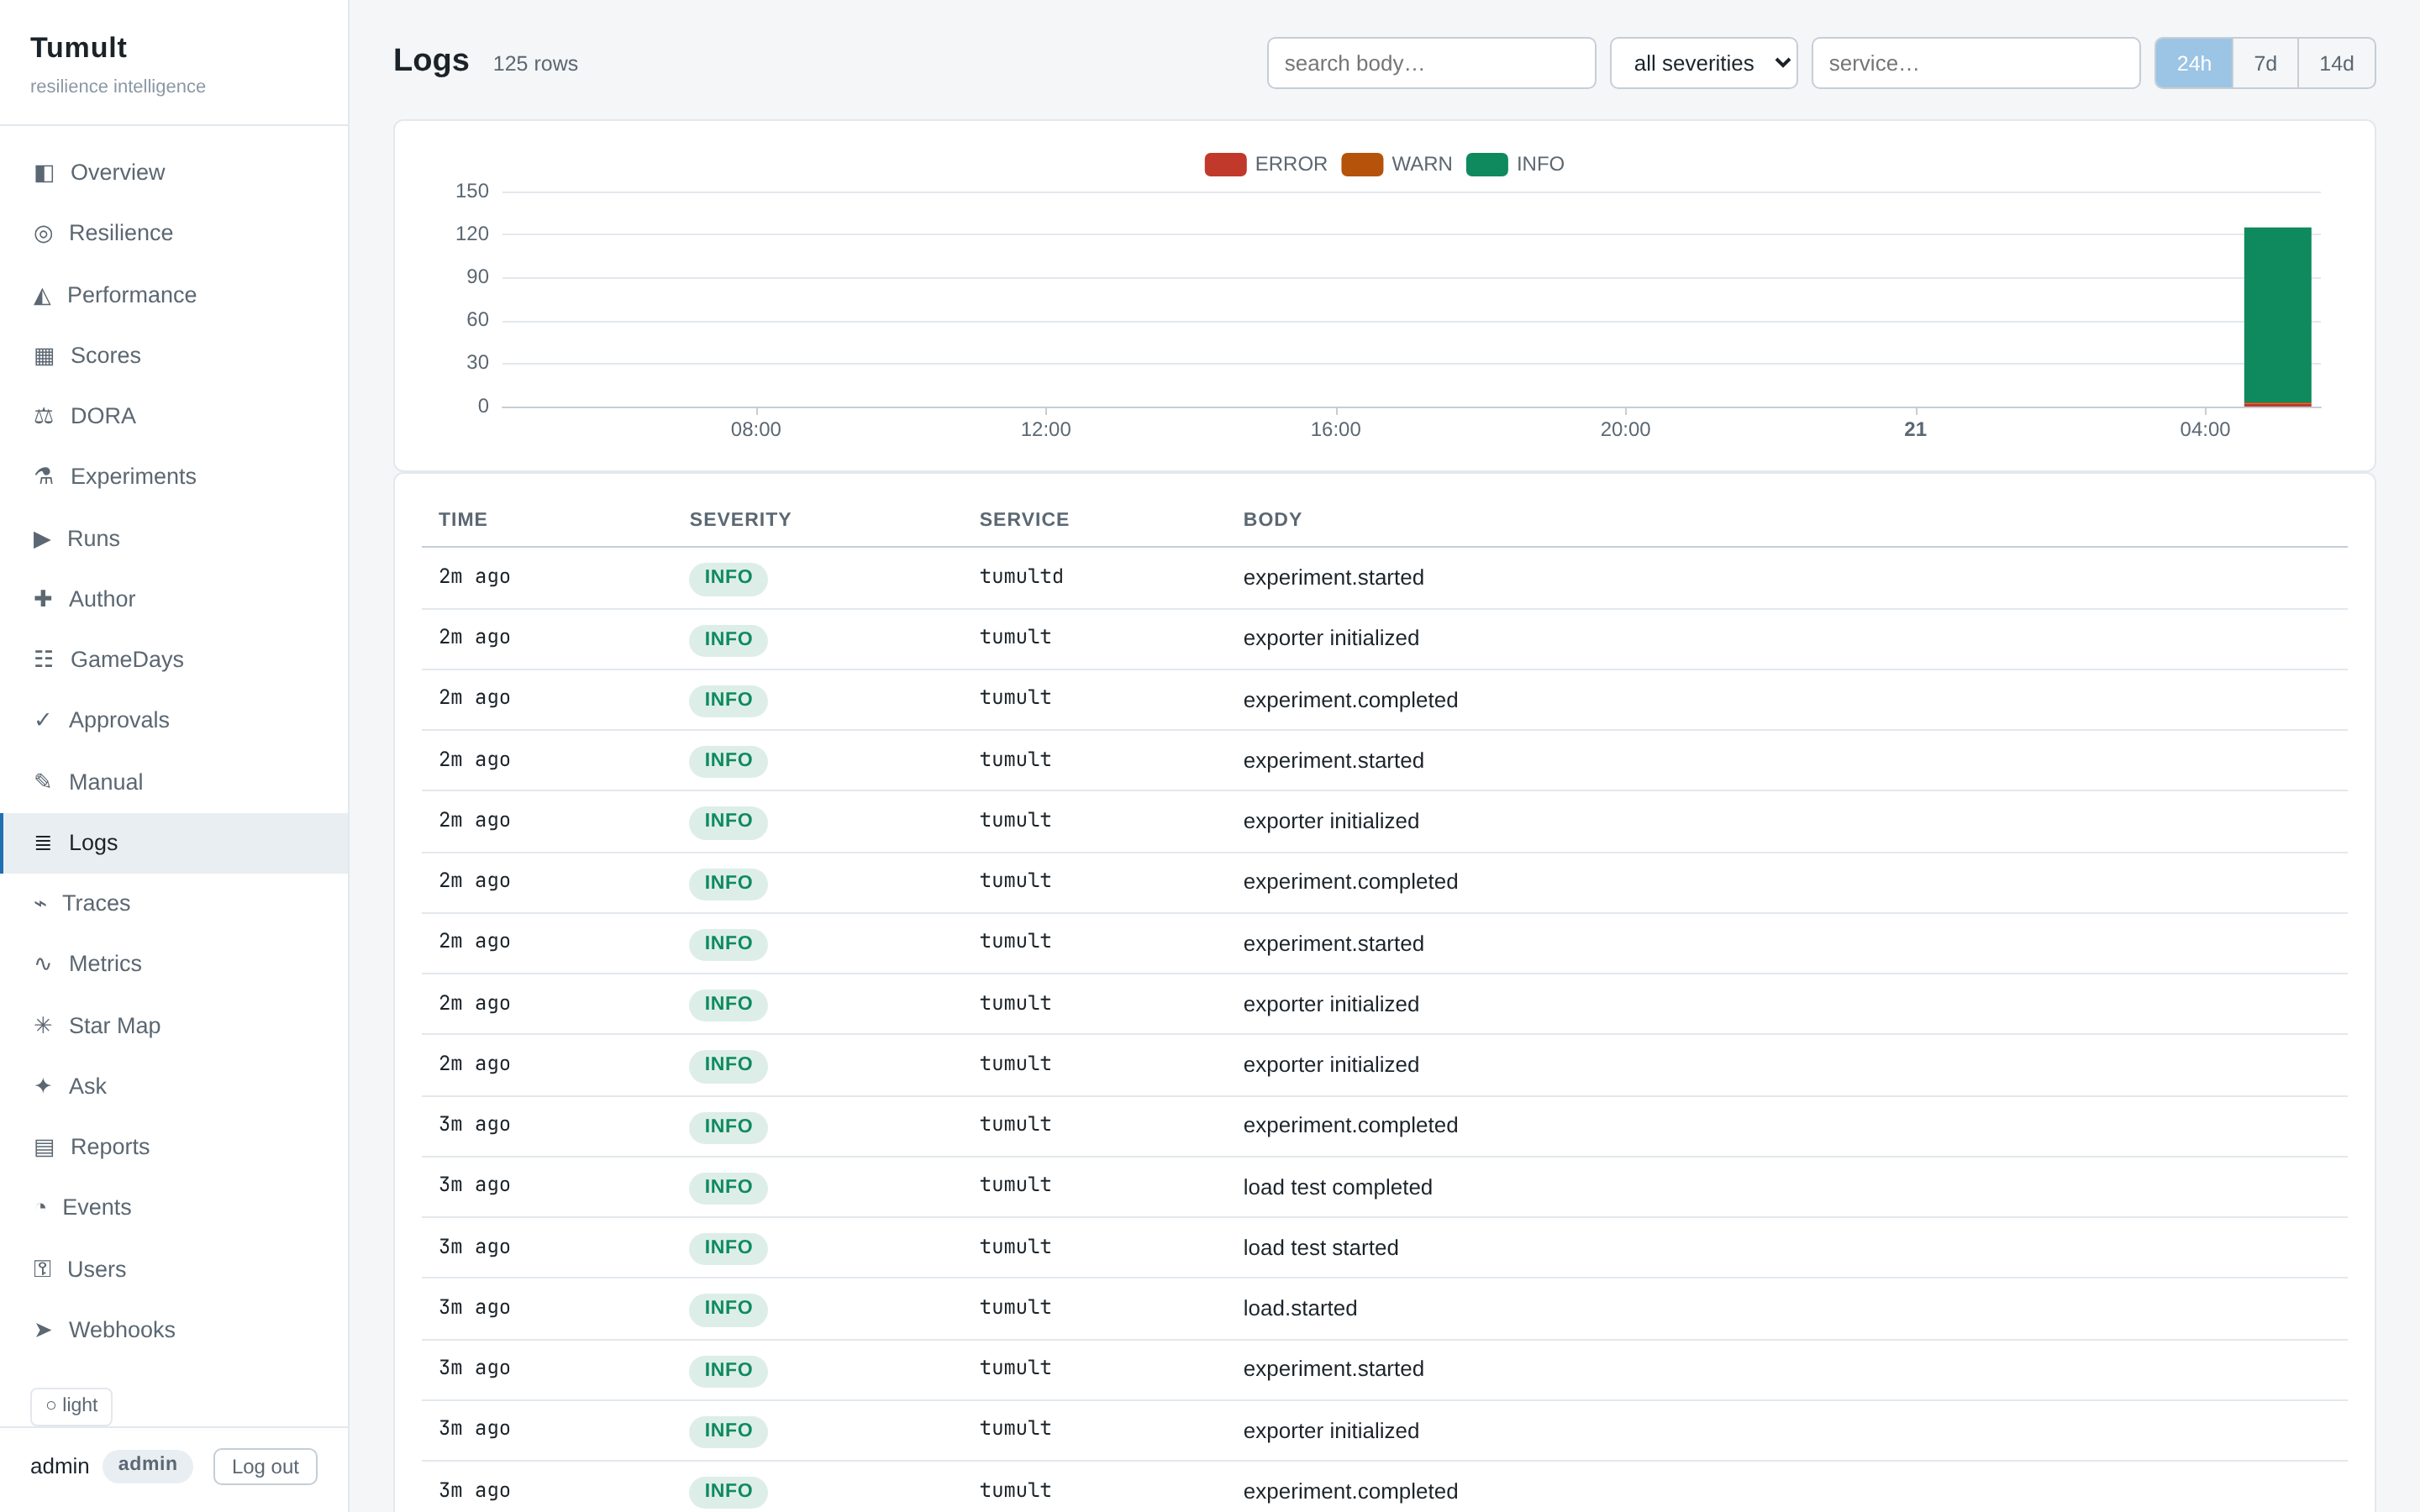 Tumult
resilience intelligence
Overview
Resilience
Performance
Scores
DORA
Experiments
Runs
Author
GameDays
Approvals
Manual
Logs
Traces
Metrics
Star Map
Ask
Reports
Events
Users
Webhooks
○ light
admin admin Log out
Logs 125 rows search body… all severities service… 24h 7d 14d
ERROR WARN INFO
150
120
90
60
30
0
08:00 12:00 16:00 20:00 21 04:00
TIME SEVERITY SERVICE BODY
2m ago INFO tumultd experiment.started
2m ago INFO tumult exporter initialized
2m ago INFO tumult experiment.completed
2m ago INFO tumult experiment.started
2m ago INFO tumult exporter initialized
2m ago INFO tumult experiment.completed
2m ago INFO tumult experiment.started
2m ago INFO tumult exporter initialized
2m ago INFO tumult exporter initialized
3m ago INFO tumult experiment.completed
3m ago INFO tumult load test completed
3m ago INFO tumult load test started
3m ago INFO tumult load.started
3m ago INFO tumult experiment.started
3m ago INFO tumult exporter initialized
3m ago INFO tumult experiment.completed